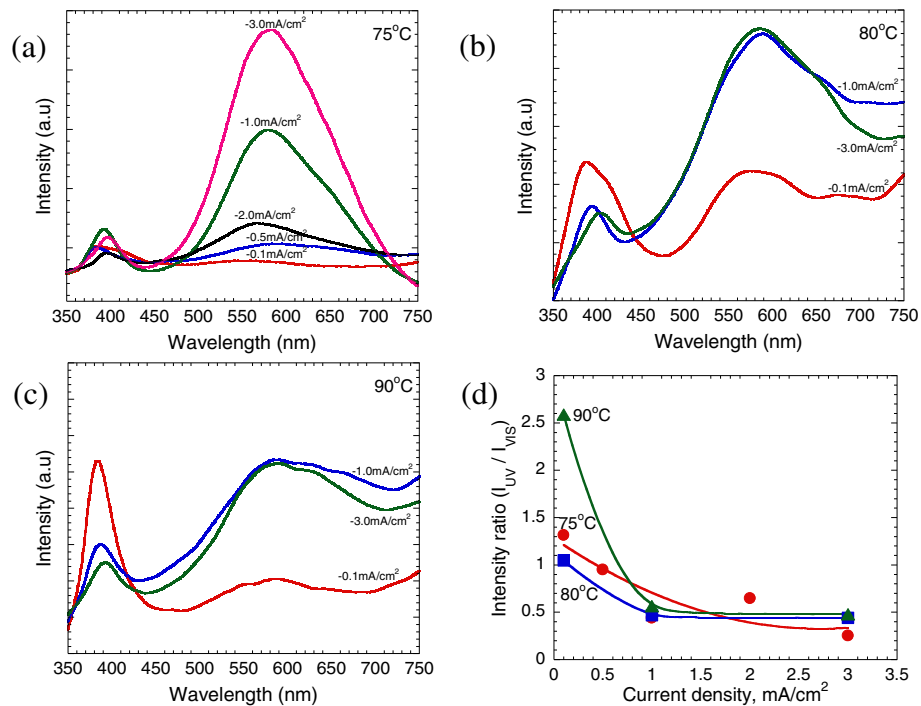 (a)
75°C
-3.0mA/cm²
-1.0mA/cm²
-2.0mA/cm²
-0.5mA/cm²
-0.1mA/cm²
Intensity (a.u)
350 400 450 500 550 600 650 700 750
Wavelength (nm)
(b)
80°C
-1.0mA/cm²
-3.0mA/cm²
-0.1mA/cm²
Intensity (a.u)
350 400 450 500 550 600 650 700 750
Wavelength (nm)
(c)
90°C
-1.0mA/cm²
-3.0mA/cm²
-0.1mA/cm²
Intensity (a.u)
350 400 450 500 550 600 650 700 750
Wavelength (nm)
(d)
3
2.5
2
1.5
1
0.5
0
90°C
75°C
80°C
Intensity ratio (I_UV / I_VIS)
0 0.5 1 1.5 2 2.5 3 3.5
Current density, mA/cm²